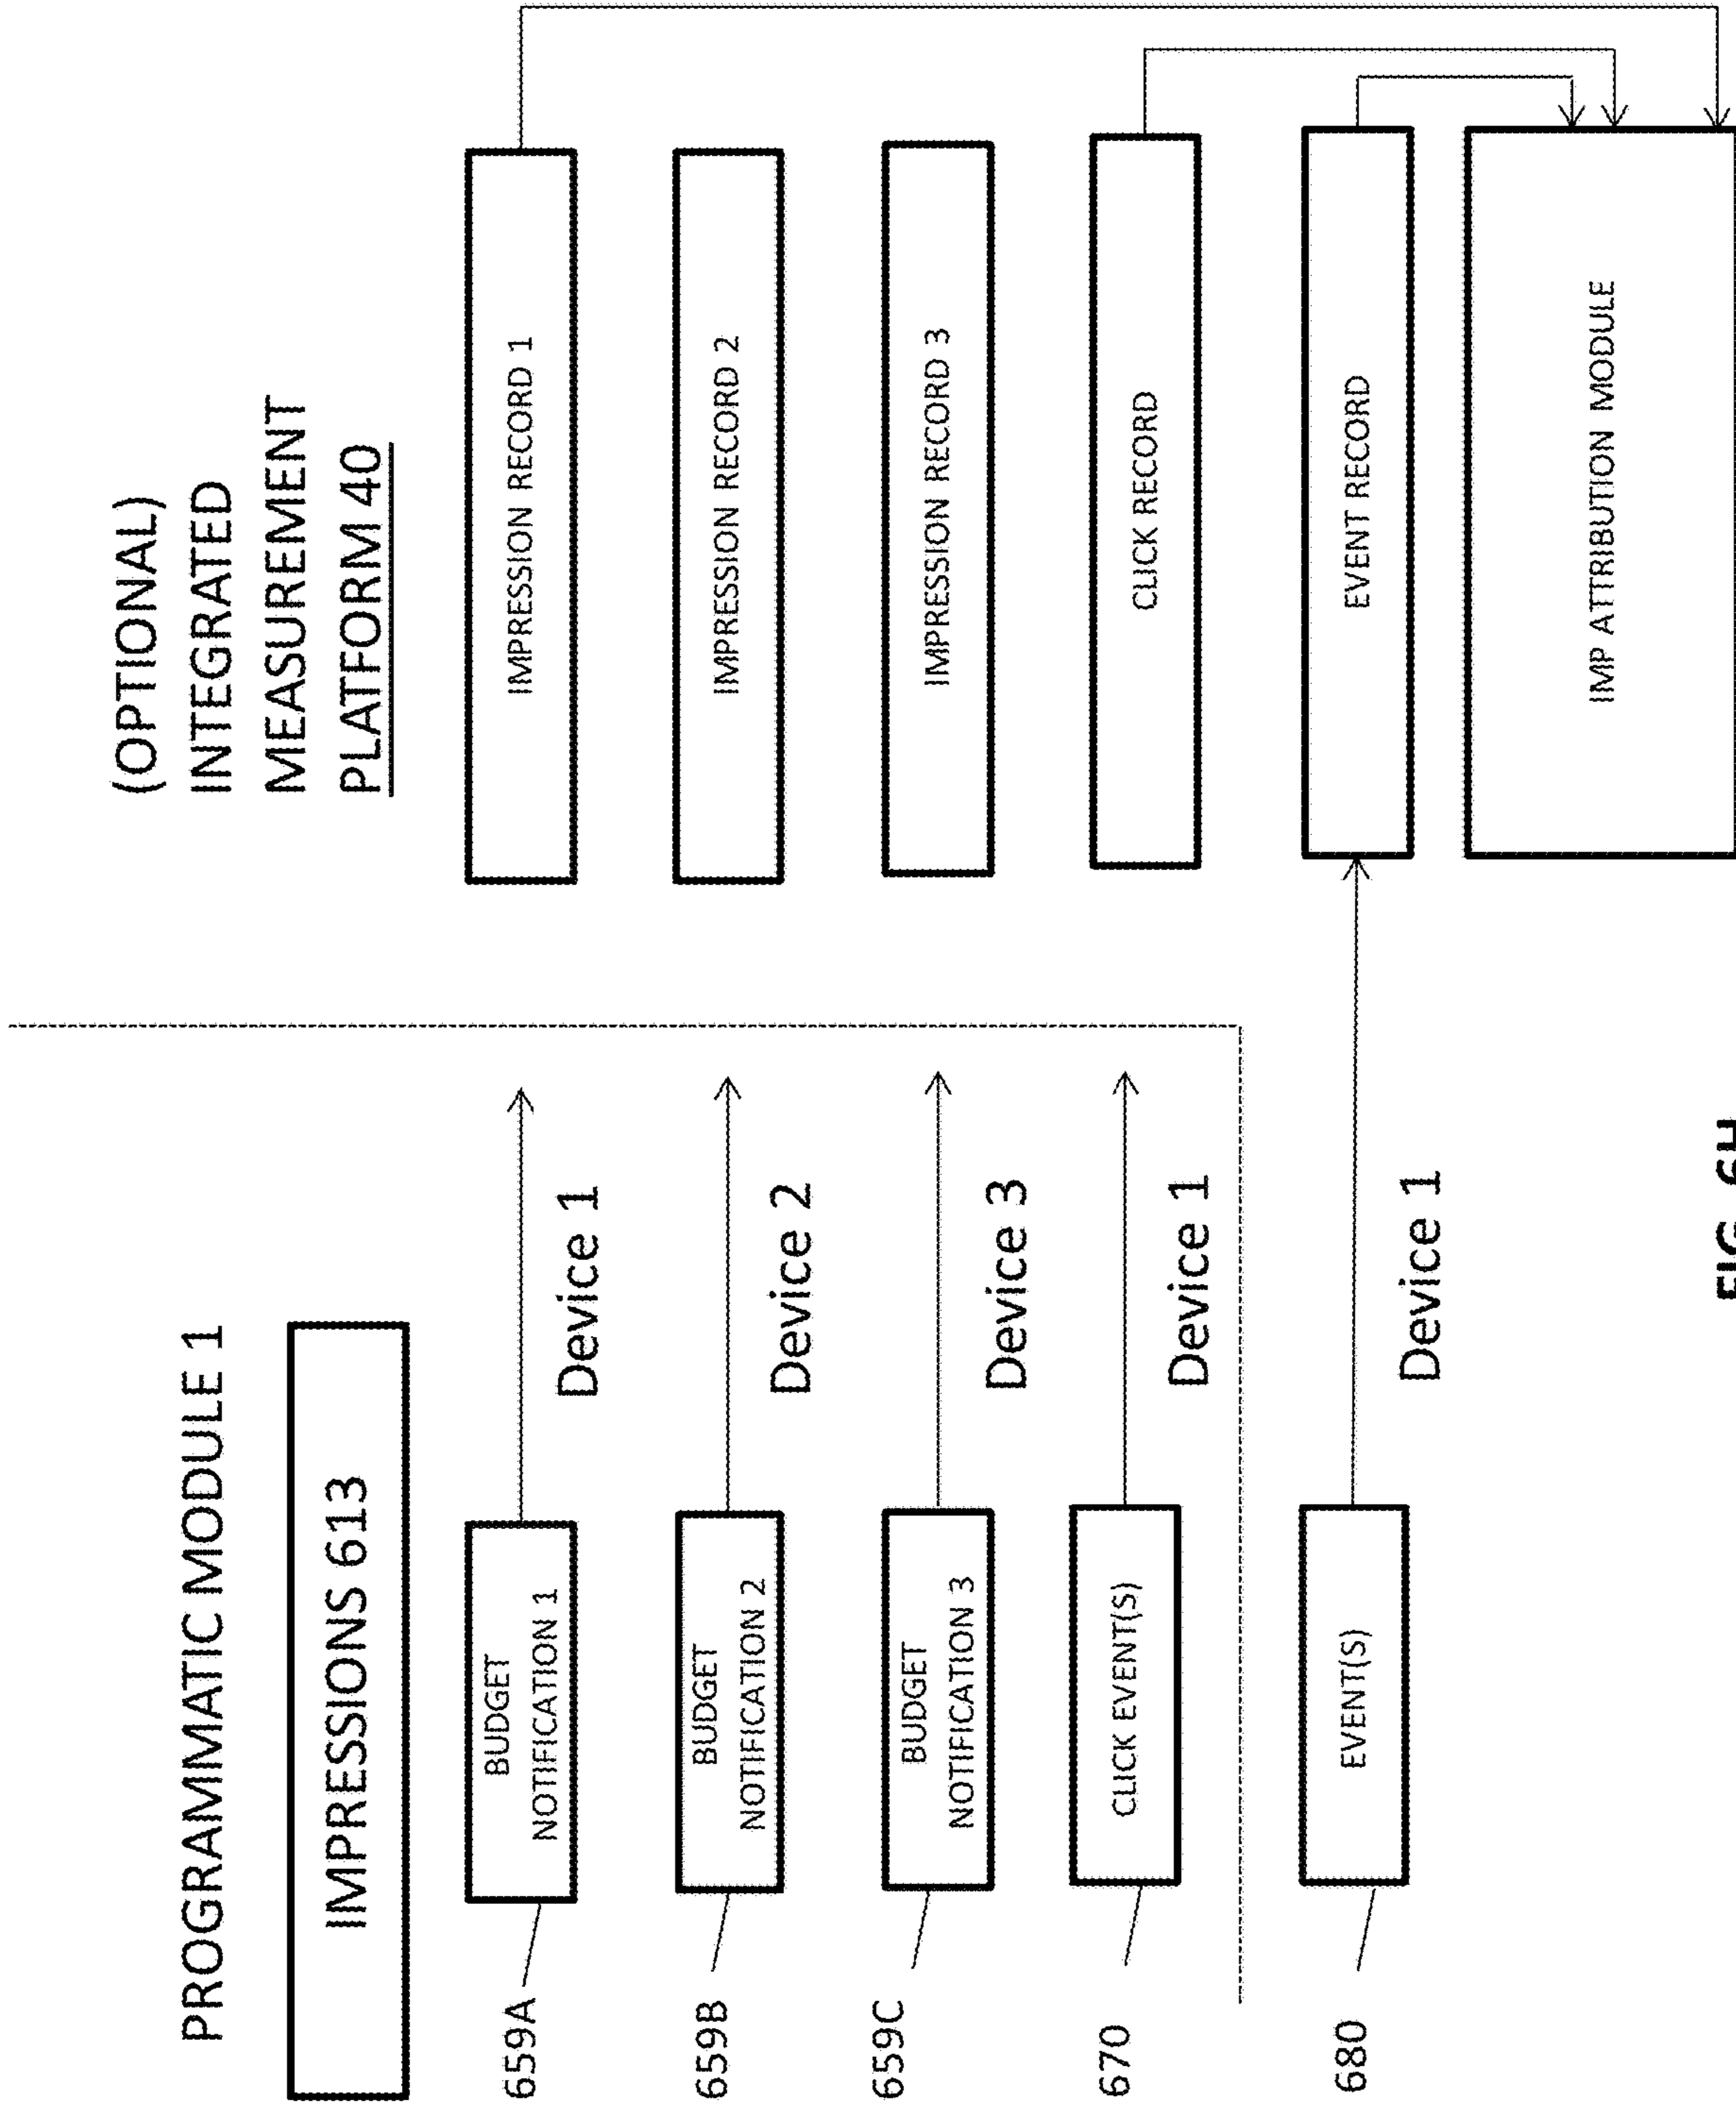 PROGRAMMATIC MODULE 1
(OPTIONAL)
INTEGRATED
MEASUREMENT
PLATFORM 40
IMPRESSIONS 613
659A
BUDGET
NOTIFICATION 1
Device 1
IMPRESSION RECORD 1
659B
BUDGET
NOTIFICATION 2
Device 2
IMPRESSION RECORD 2
659C
BUDGET
NOTIFICATION 3
Device 3
IMPRESSION RECORD 3
670
CLICK EVENT(S)
Device 1
CLICK RECORD
680
EVENT(S)
Device 1
EVENT RECORD
IMP ATTRIBUTION MODULE
FIG. 6H